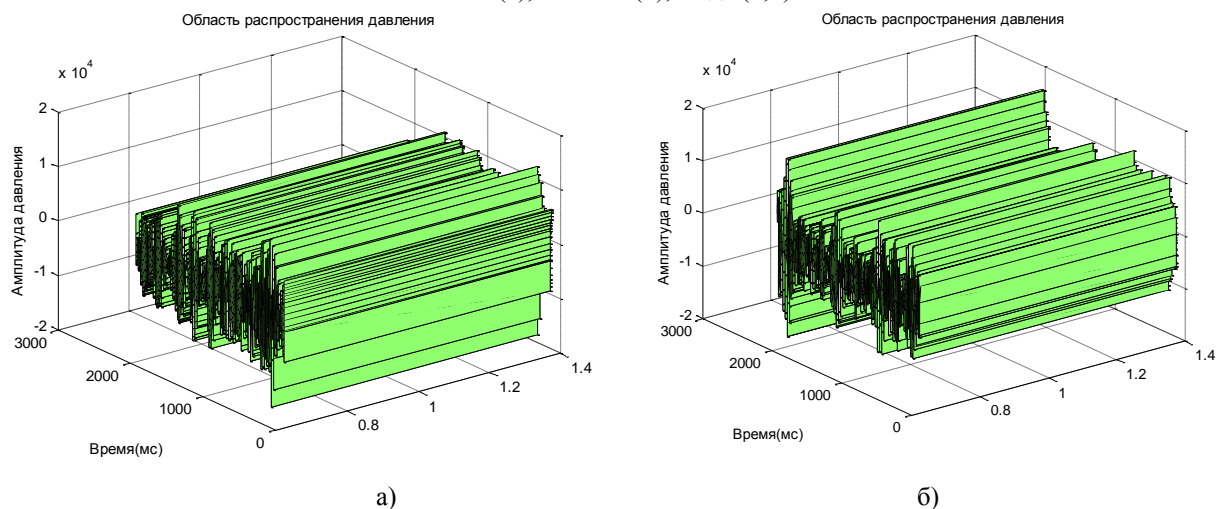 Область распространения давления
x 10^4
Амплитуда давления
2
1
0
-1
-2
3000
2000
1000
0
Время(мс)
0.8
1
1.2
1.4
а)
Область распространения давления
x 10^4
Амплитуда давления
2
1
0
-1
-2
3000
2000
1000
0
Время(мс)
0.8
1
1.2
1.4
б)